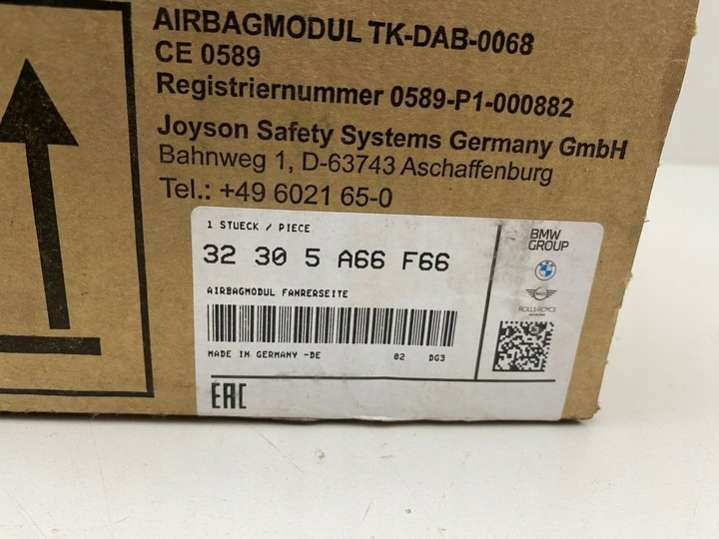 AIRBAGMODUL TK-DAB-0068
CE 0589
Registriernummer 0589-P1-000882
Joyson Safety Systems Germany GmbH
Bahnweg 1, D-63743 Aschaffenburg
Tel.: +49 6021 65-0
1 STUECK / PIECE
32 30 5 A66 F66
AIRBAGMODUL FAHRERSEITE
MADE IN GERMANY -DE 02 DG3
EAC
BMW
GROUP
ROLLS-ROYCE